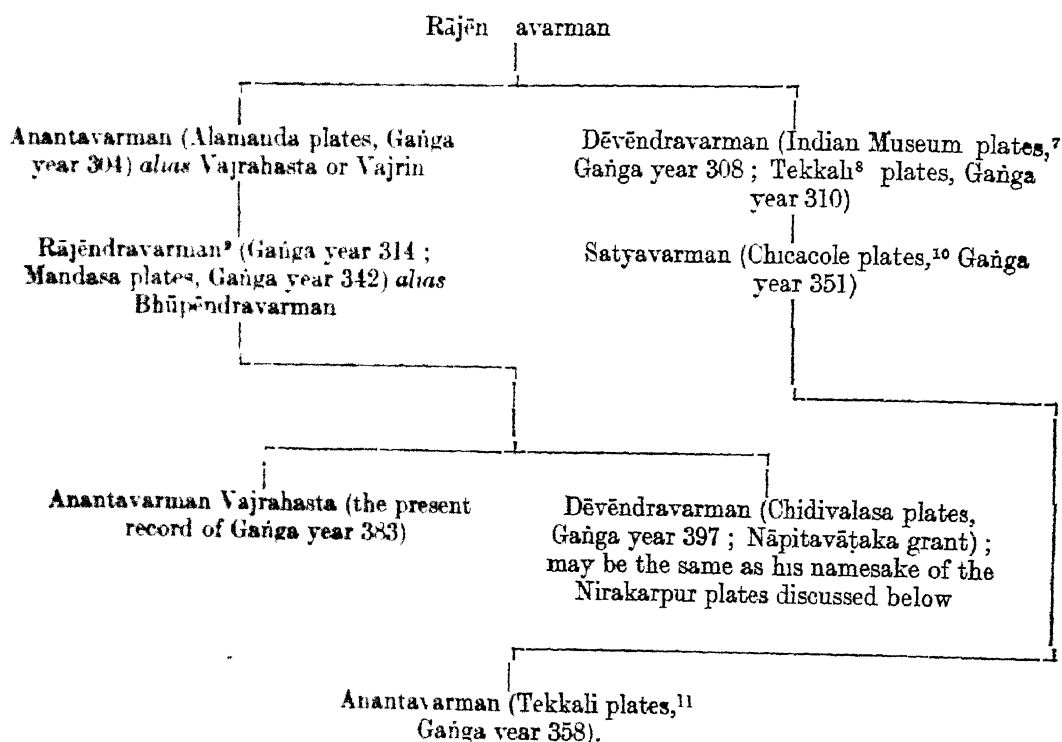 Rājēn avarman
Anantavarman (Alamanda plates, Gaṅga
year 304) alias Vajrahasta or Vajrin
Dēvēndravarman (Indian Museum plates,⁷
Gaṅga year 308 ; Tekkali⁸ plates, Gaṅga
year 310)
Rājēndravarman⁹ (Gaṅga year 314 ;
Mandasa plates, Gaṅga year 342) alias
Bhūpēndravarman
Satyavarman (Chicacole plates,¹⁰ Gaṅga
year 351)
Anantavarman Vajrahasta (the present
record of Gaṅga year 383)
Dēvēndravarman (Chidivalasa plates,
Gaṅga year 397 ; Nāpitavāṭaka grant) ;
may be the same as his namesake of the
Nirakarpur plates discussed below
Anantavarman (Tekkali plates,¹¹
Gaṅga year 358).